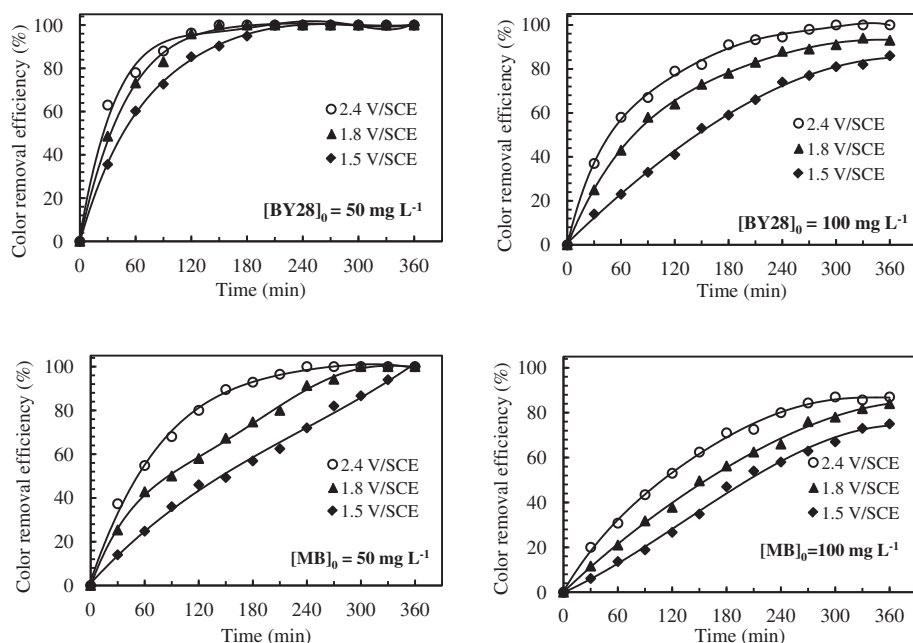 Color removal efficiency (%)
100
80
60
40
20
0
2.4 V/SCE
1.8 V/SCE
1.5 V/SCE
[BY28]0 = 50 mg L-1
0 60 120 180 240 300 360
Time (min)
Color removal efficiency (%)
100
80
60
40
20
0
2.4 V/SCE
1.8 V/SCE
1.5 V/SCE
[BY28]0 = 100 mg L-1
0 60 120 180 240 300 360
Time (min)
Color removal efficiency (%)
100
80
60
40
20
0
2.4 V/SCE
1.8 V/SCE
1.5 V/SCE
[MB]0 = 50 mg L-1
0 60 120 180 240 300 360
Time (min)
Color removal efficiency (%)
100
80
60
40
20
0
2.4 V/SCE
1.8 V/SCE
1.5 V/SCE
[MB]0=100 mg L-1
0 60 120 180 240 300 360
Time (min)